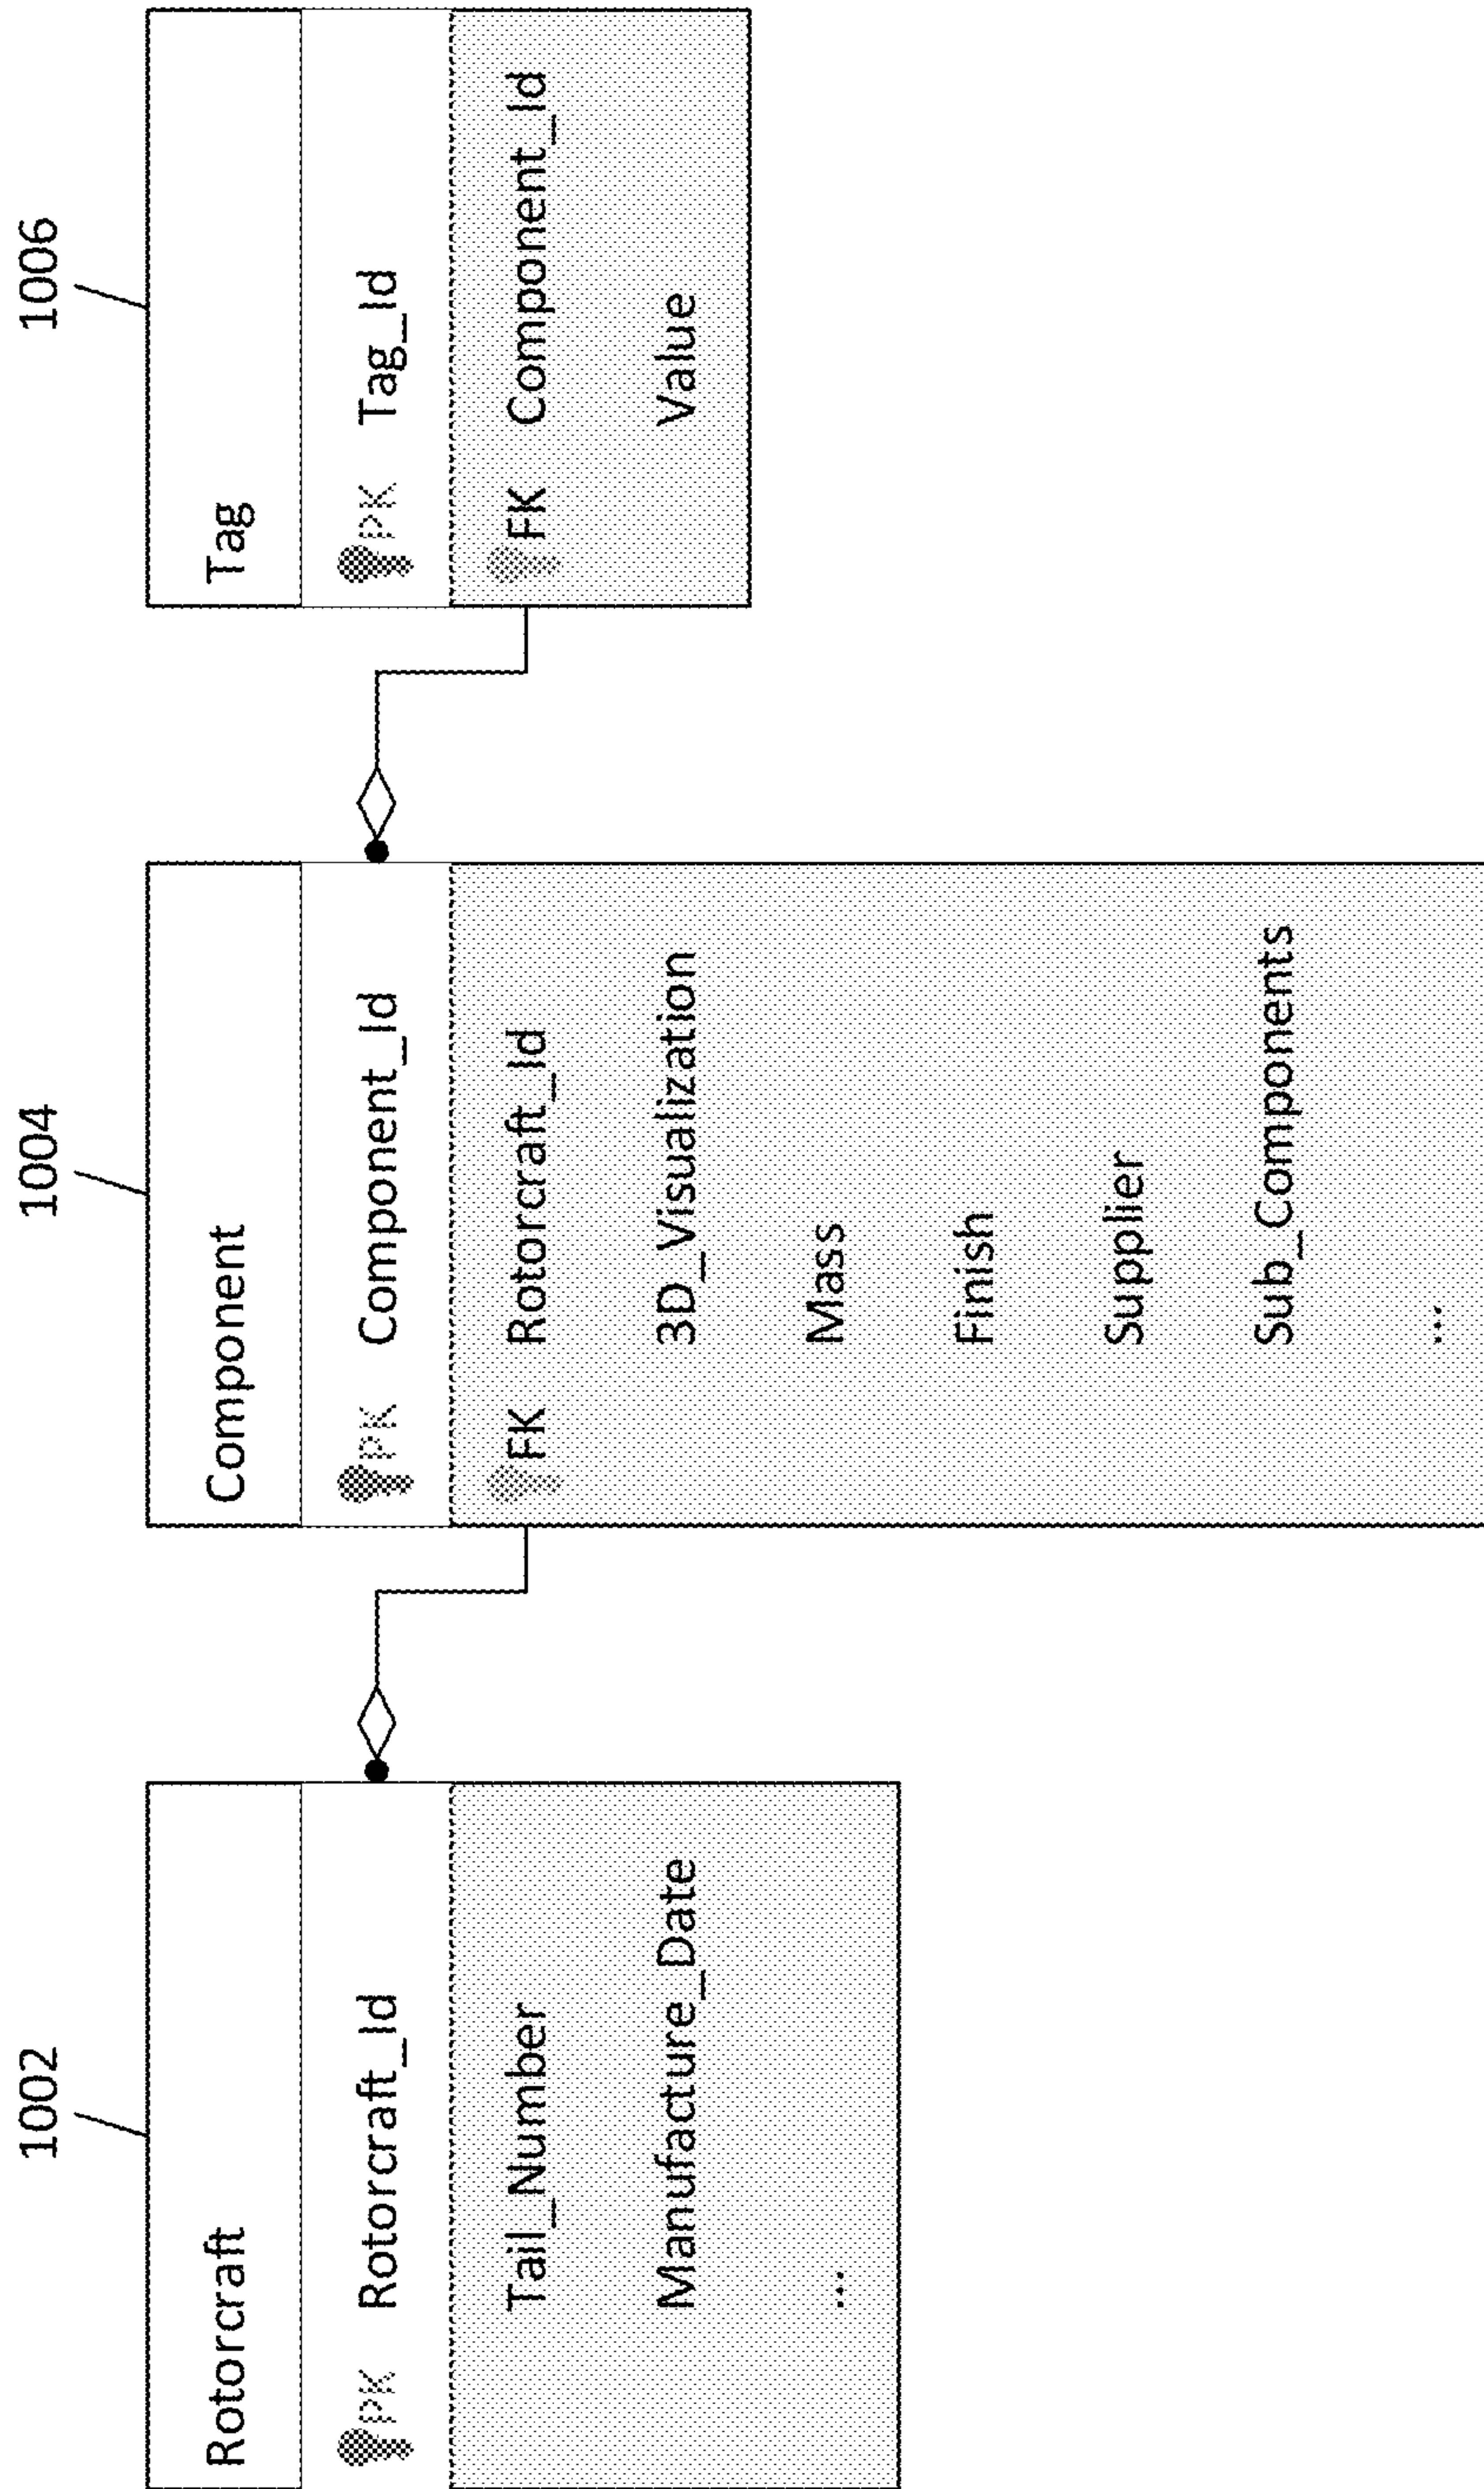 1002
Rotorcraft
PK Rotorcraft_Id
Tail_Number
Manufacture_Date
...
1004
Component
PK Component_Id
FK Rotorcraft_Id
3D_Visualization
Mass
Finish
Supplier
Sub_Components
...
1006
Tag
PK Tag_Id
FK Component_Id
Value